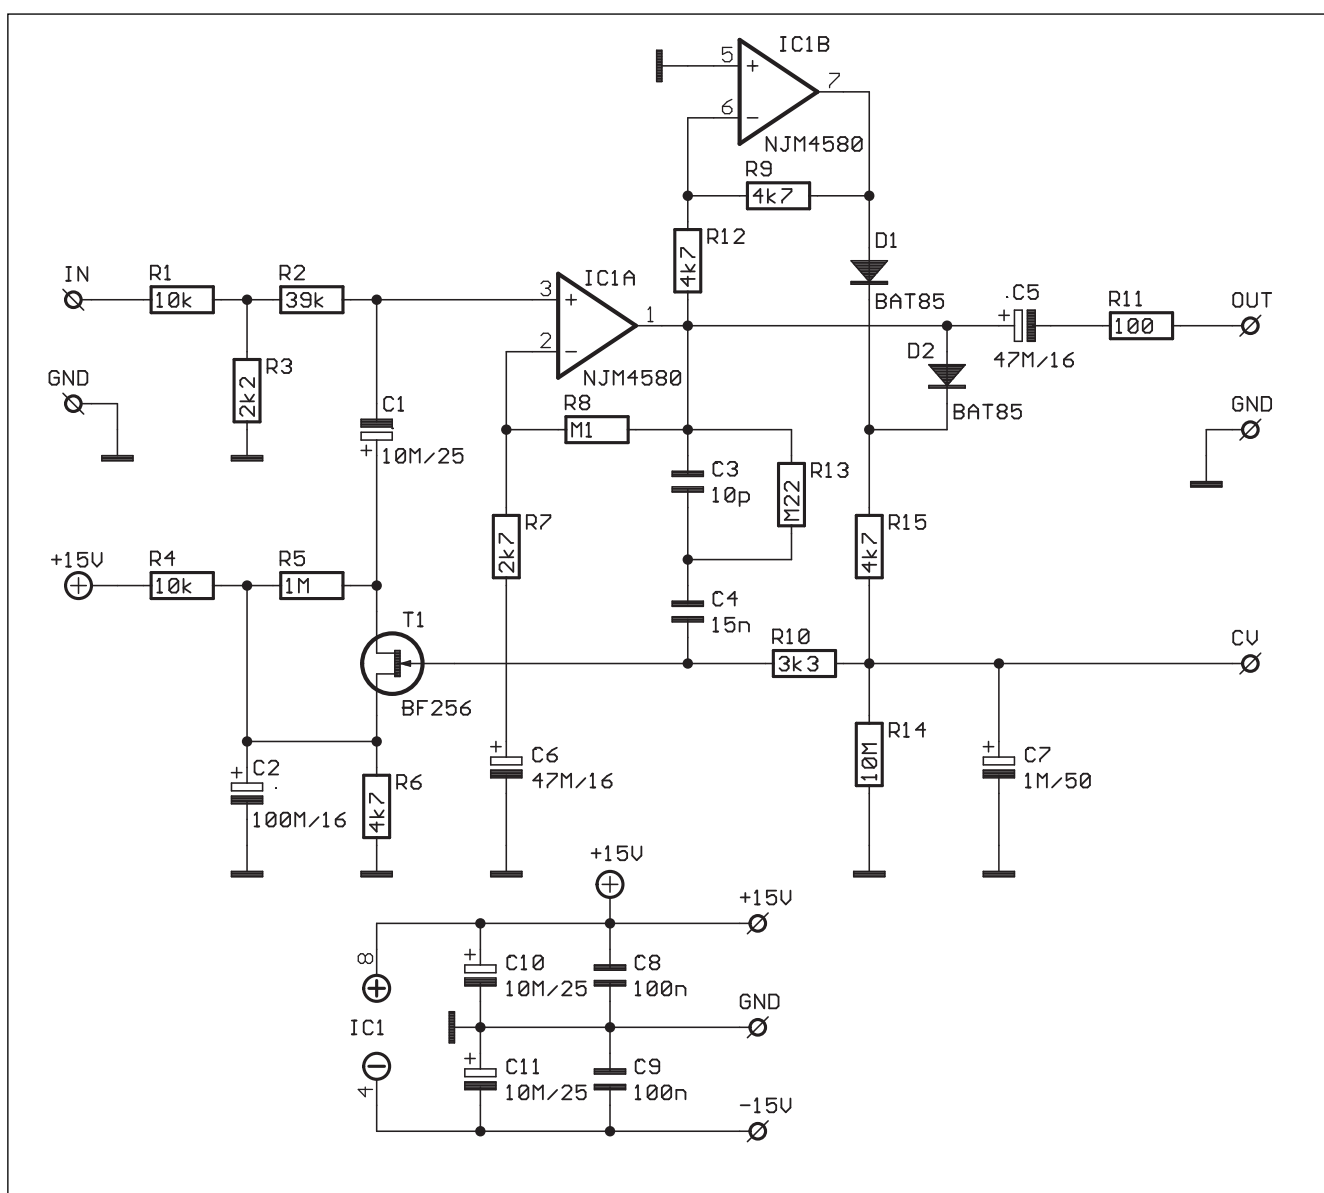 IC1B
5
+
7
6
−
NJM4580
R9
4k7
R12
4k7
D1
BAT85
IN
R1
10k
R2
39k
IC1A
3
+
1
2
−
NJM4580
C5
+
47M/16
R11
100
OUT
R3
2k2
D2
BAT85
GND
C1
+
10M/25
R8
M1
GND
C3
10p
R13
M22
R7
2k7
R15
4k7
+15V
+
R4
10k
R5
1M
T1
BF256
C4
15n
R10
3k3
CV
R14
10M
+
C2
100M/16
R6
4k7
+
C6
47M/16
+
C7
1M/50
+15V
+
+15V
8
+
+
C10
10M/25
C8
100n
GND
IC1
−
4
+
C11
10M/25
C9
100n
-15V